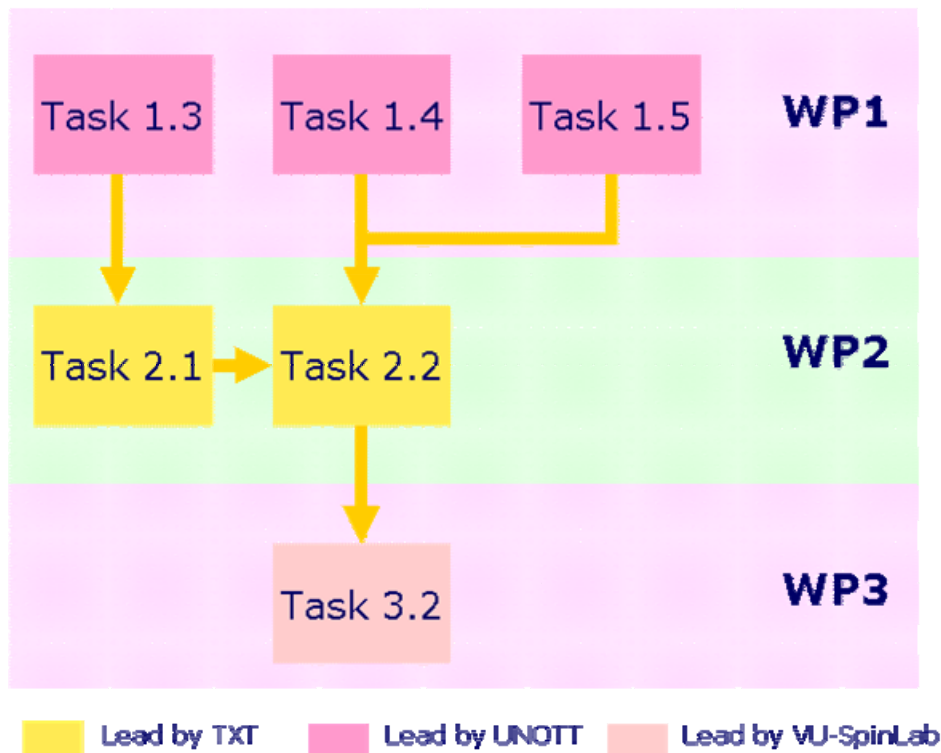 Task 1.3 Task 1.4 Task 1.5 WP1
Task 2.1 Task 2.2 WP2
Task 3.2 WP3
Lead by TXT Lead by UNOTT Lead by VU-SpinLab